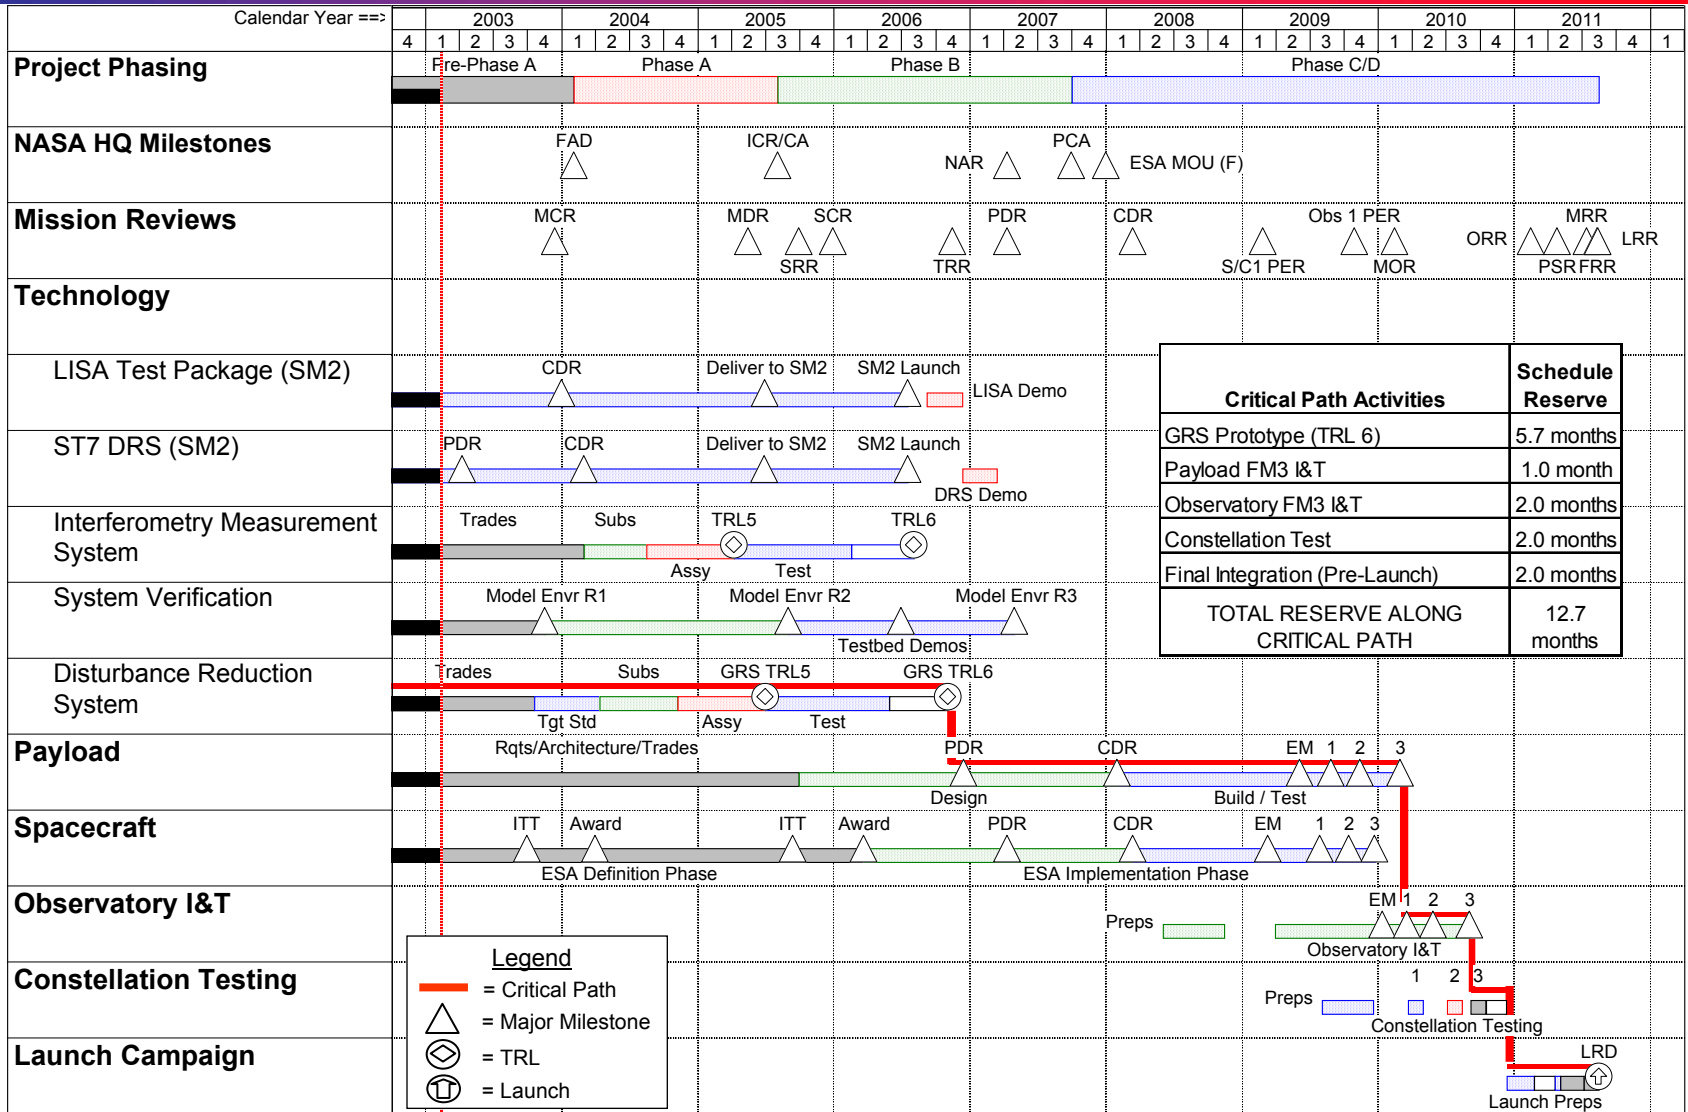 Calendar Year ==>
2003 2004 2005 2006 2007 2008 2009 2010 2011
4 1 2 3 4 1 2 3 4 1 2 3 4 1 2 3 4 1 2 3 4 1 2 3 4 1 2 3 4 1 2 3 4 1 2 3 4 1
Project Phasing
Pre-Phase A Phase A Phase B Phase C/D
NASA HQ Milestones
FAD ICR/CA NAR PCA ESA MOU (F)
Mission Reviews
MCR MDR SCR PDR CDR Obs 1 PER ORR MRR LRR
SRR TRR S/C1 PER MOR PSR FRR
Technology
LISA Test Package (SM2)
CDR Deliver to SM2 SM2 Launch LISA Demo
ST7 DRS (SM2)
PDR CDR Deliver to SM2 SM2 Launch
DRS Demo
Interferometry Measurement
System
Trades Subs TRL5 TRL6
Assy Test
System Verification
Model Envr R1 Model Envr R2 Model Envr R3
Testbed Demos
Disturbance Reduction
System
Trades Subs GRS TRL5 GRS TRL6
Tgt Std Assy Test
Payload
Rqts/Architecture/Trades PDR CDR EM 1 2 3
Design Build / Test
Spacecraft
ITT Award ITT Award PDR CDR EM 1 2 3
ESA Definition Phase ESA Implementation Phase
Observatory I&T
Preps EM 1 2 3
Observatory I&T
Constellation Testing
Preps 1 2 3
Constellation Testing
Launch Campaign
LRD
Launch Preps
Critical Path Activities Schedule
Reserve
GRS Prototype (TRL 6) 5.7 months
Payload FM3 I&T 1.0 month
Observatory FM3 I&T 2.0 months
Constellation Test 2.0 months
Final Integration (Pre-Launch) 2.0 months
TOTAL RESERVE ALONG
CRITICAL PATH
12.7
months
Legend
= Critical Path
= Major Milestone
= TRL
= Launch